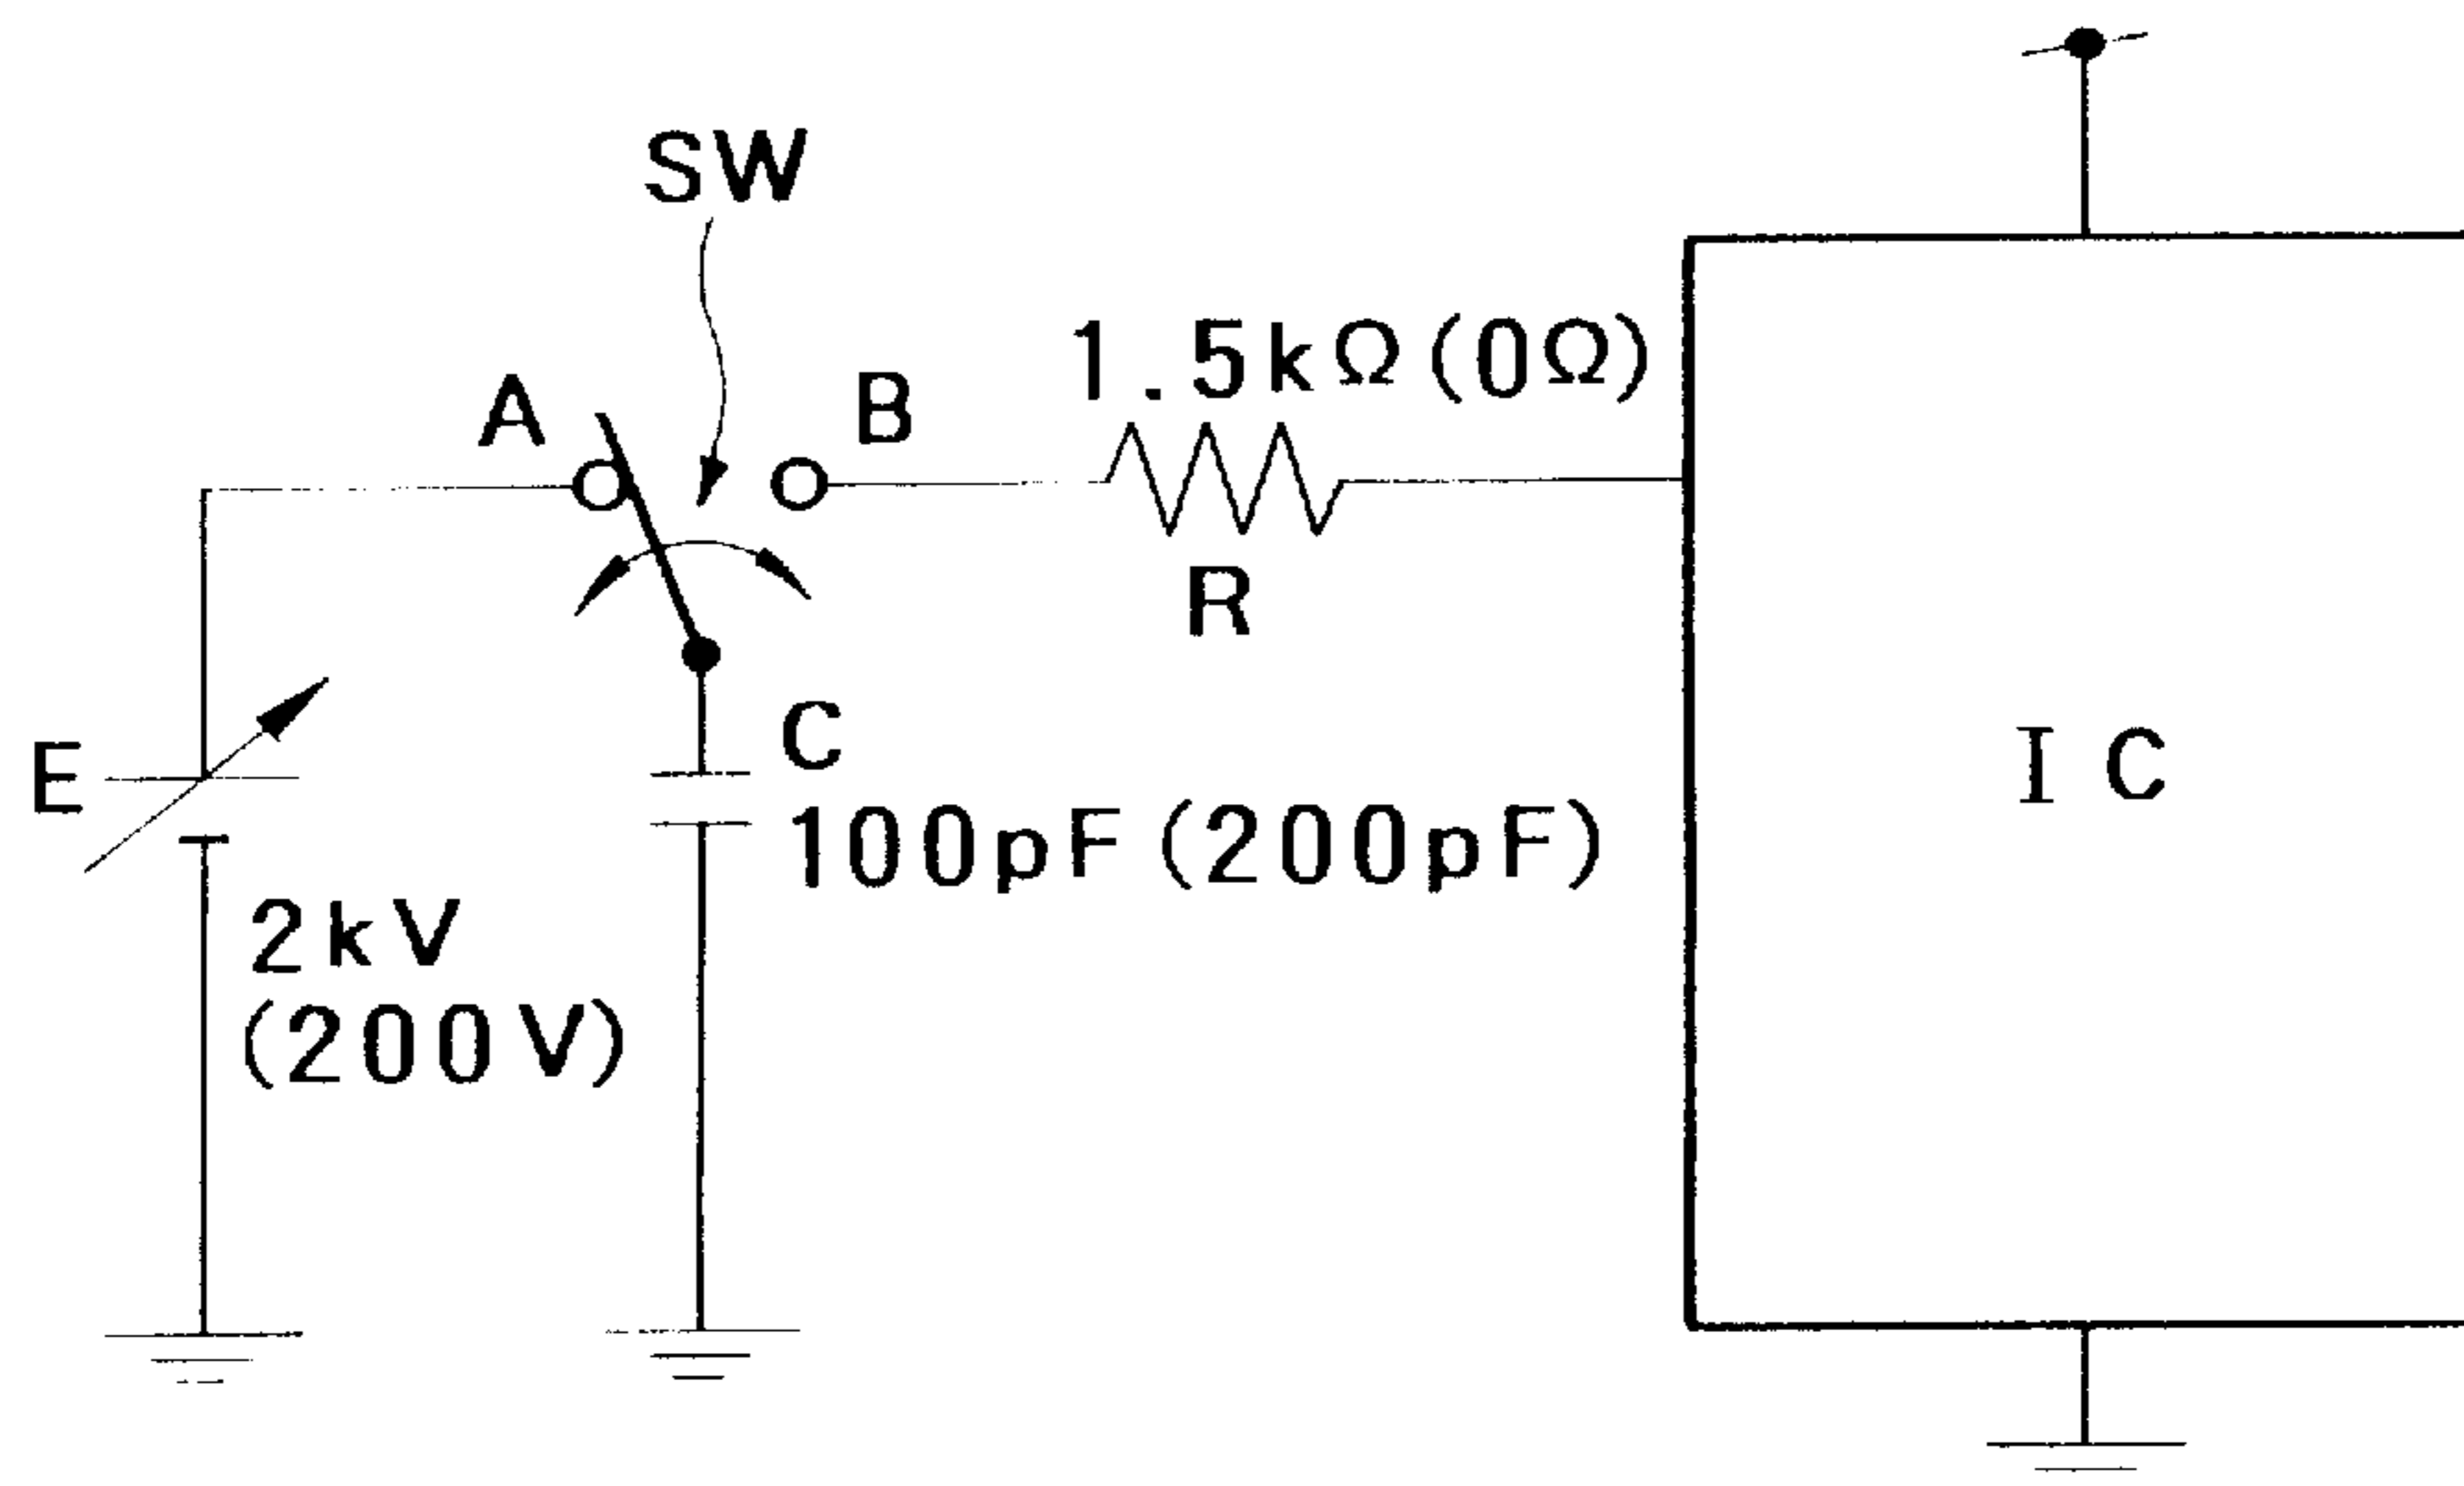 SW
A
B
1.5kΩ(0Ω)
R
E
C
100pF(200pF)
2kV
(200V)
IC